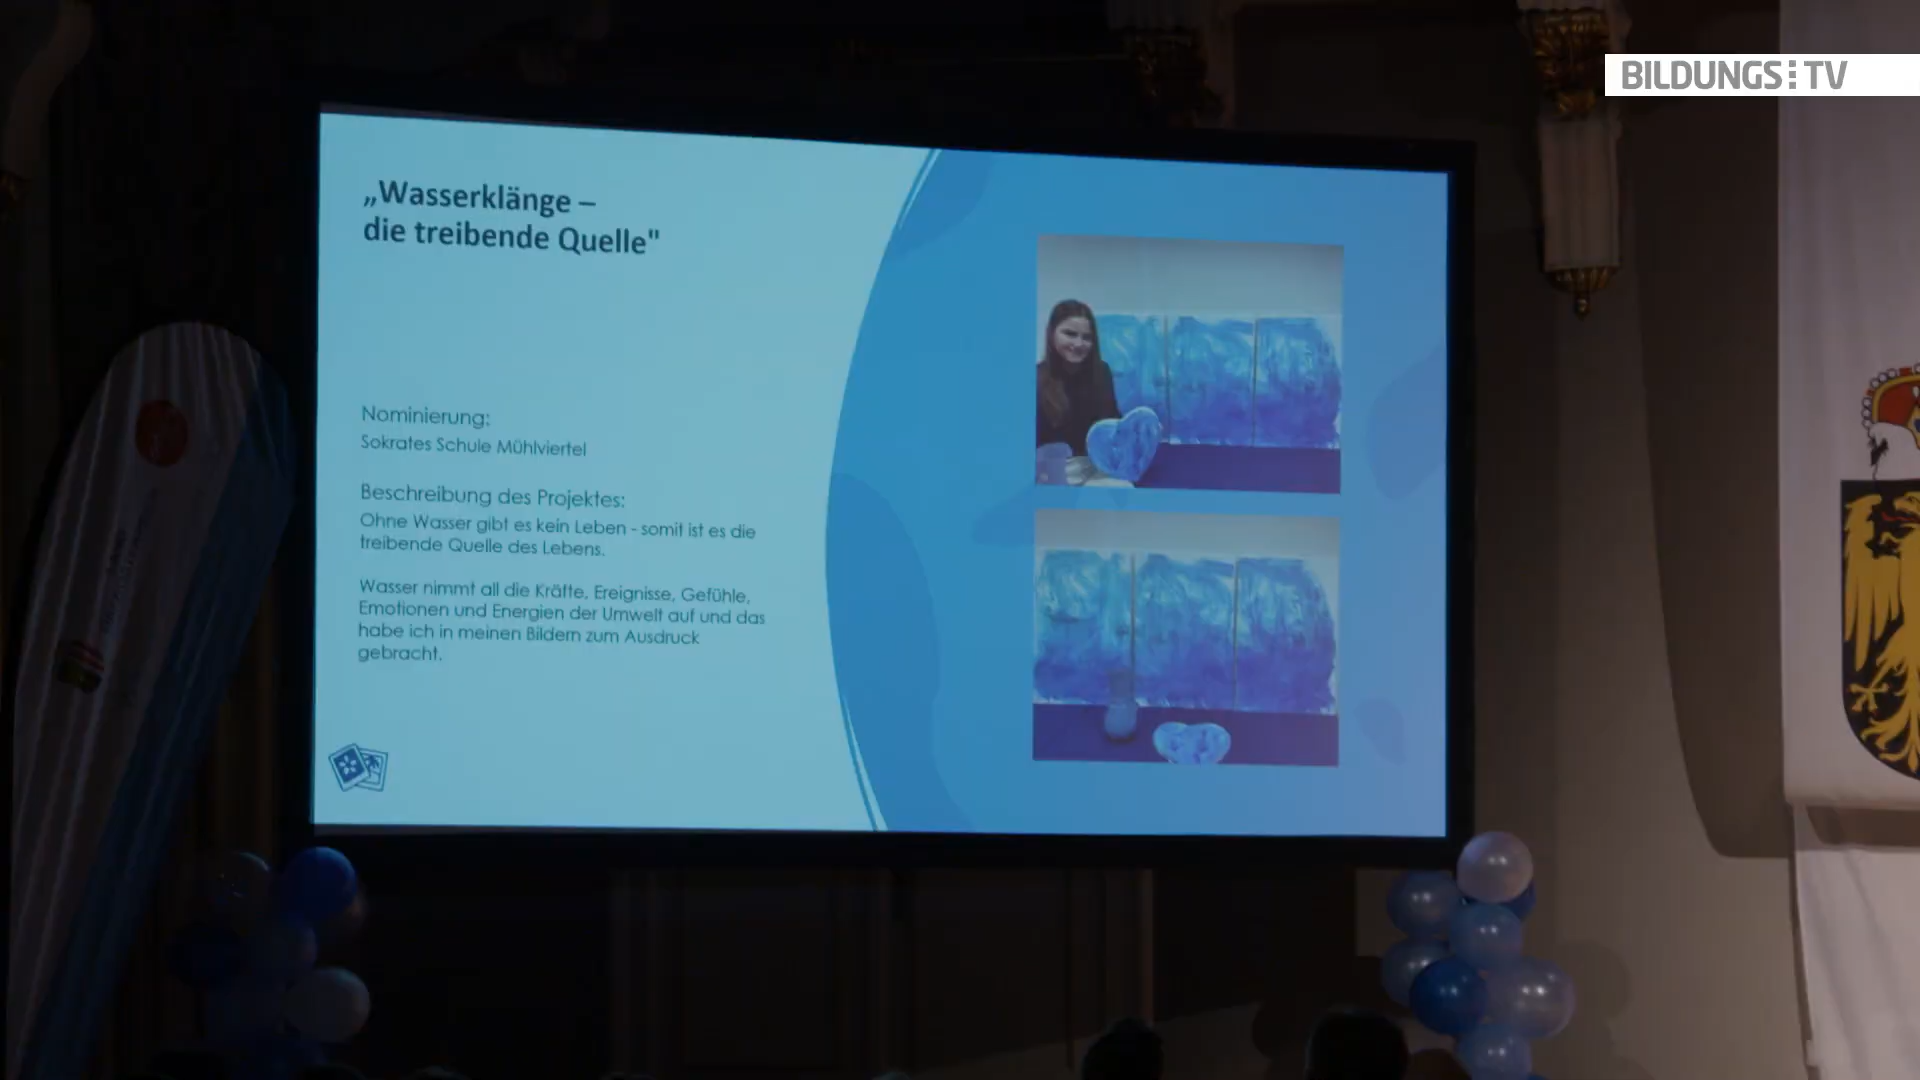 BILDUNGS TV
„Wasserklänge –
die treibende Quelle"
Nominierung:
Sokrates Schule Mühlviertel
Beschreibung des Projektes:
Ohne Wasser gibt es kein Leben - somit ist es die
treibende Quelle des Lebens.
Wasser nimmt all die Kräfte, Ereignisse, Gefühle,
Emotionen und Energien der Umwelt auf und das
habe ich in meinen Bildern zum Ausdruck
gebracht.